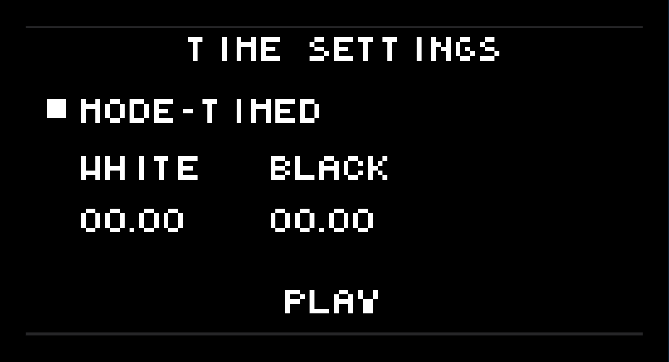 TIME SETTINGS
MODE-TIMED
WHITE BLACK
00.00 00.00
PLAY